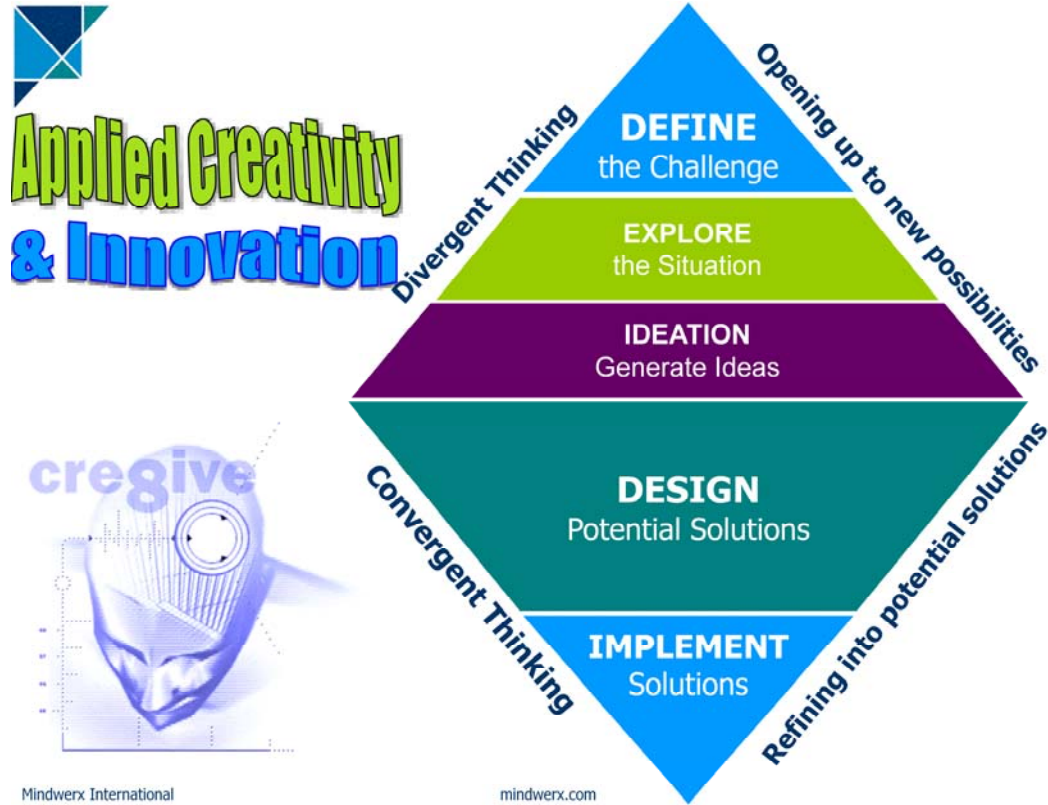 Applied Creativity
& Innovation
Divergent Thinking
Opening up to new possibilities
DEFINE
the Challenge
EXPLORE
the Situation
IDEATION
Generate Ideas
DESIGN
Potential Solutions
IMPLEMENT
Solutions
Convergent Thinking
Refining into potential solutions
cre8ive
Mindwerx International
mindwerx.com